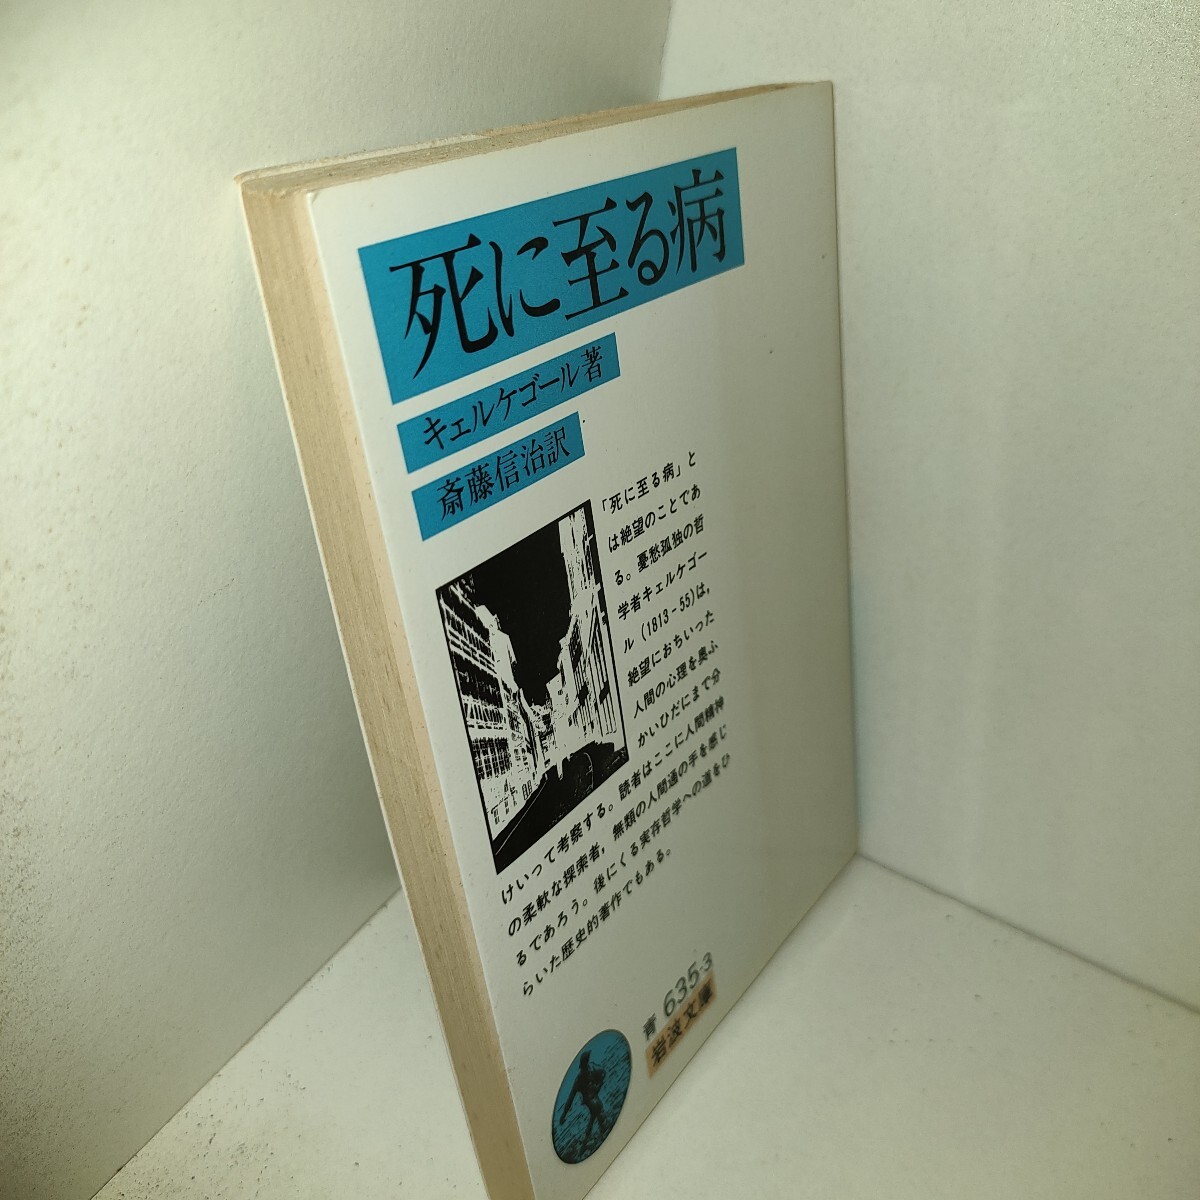 死に至る病
キェルケゴール著
斎藤信治訳
「死に至る病」と
は絶望のことであ
る。憂愁孤独の哲
学者キェルケゴー
ル(1813-55)は,
絶望におちいった
人間の心理を奥ふ
かいひだにまで分
けいって考察する。読者はここに人間精神
の柔軟な探索者,無類の人間通の手を感じ
るであろう。後にくる実存哲学への道をひ
らいた歴史的著作でもある。
青635-3
岩波文庫